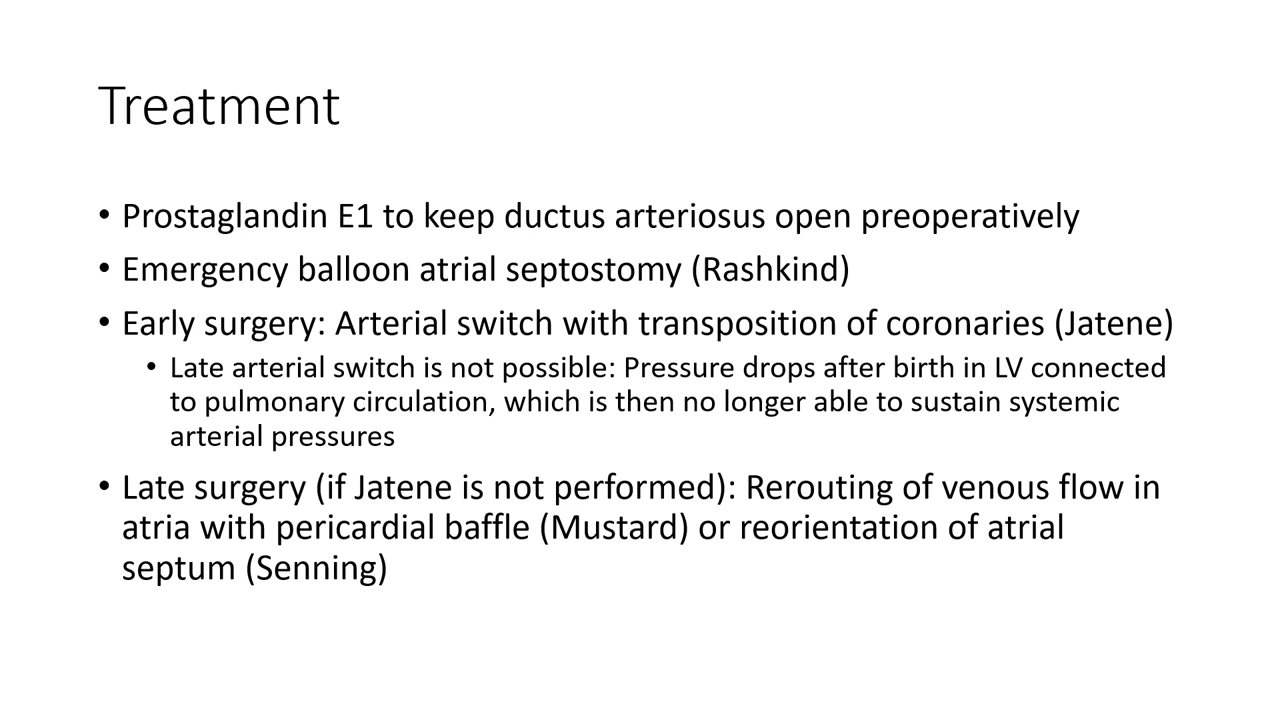 Treatment
• Prostaglandin E1 to keep ductus arteriosus open preoperatively
• Emergency balloon atrial septostomy (Rashkind)
• Early surgery: Arterial switch with transposition of coronaries (Jatene)
• Late arterial switch is not possible: Pressure drops after birth in LV connected
to pulmonary circulation, which is then no longer able to sustain systemic
arterial pressures
• Late surgery (if Jatene is not performed): Rerouting of venous flow in
atria with pericardial baffle (Mustard) or reorientation of atrial
septum (Senning)